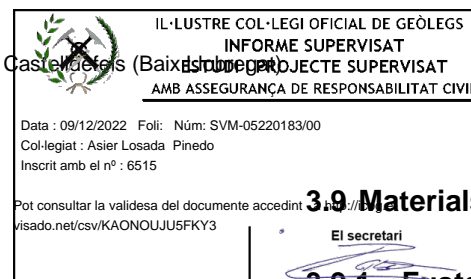 IL·LUSTRE COL·LEGI OFICIAL DE GEÒLEGS
INFORME SUPERVISAT
Castelldefels (Baix Llobregat).
ESTUDI - PROJECTE SUPERVISAT
AMB ASSEGURANÇA DE RESPONSABILITAT CIVIL
Data : 09/12/2022 Foli: Núm: SVM-05220183/00
Col·legiat : Asier Losada Pinedo
Inscrit amb el nº : 6515
Pot consultar la validesa del documente accedint
visado.net/csv/KAONOUJU5FKY3
3.9 Materials
El secretari